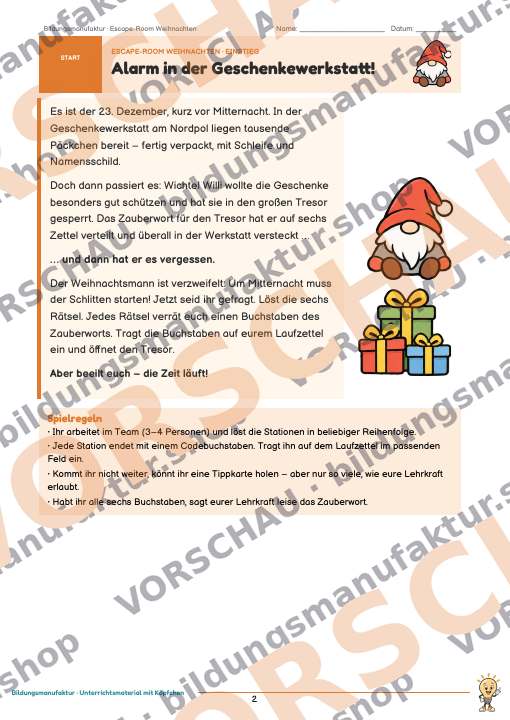 Bildungsmanufaktur · Escape-Room Weihnachten
Name: ____________________ Datum: __________
START
ESCAPE-ROOM WEIHNACHTEN · EINSTIEG
Alarm in der Geschenkewerkstatt!
Es ist der 23. Dezember, kurz vor Mitternacht. In der
Geschenkewerkstatt am Nordpol liegen tausende
Päckchen bereit – fertig verpackt, mit Schleife und
Namensschild.
Doch dann passiert es: Wichtel Willi wollte die Geschenke
besonders gut schützen und hat sie in den großen Tresor
gesperrt. Das Zauberwort für den Tresor hat er auf sechs
Zettel verteilt und überall in der Werkstatt versteckt ...
... und dann hat er es vergessen.
Der Weihnachtsmann ist verzweifelt: Um Mitternacht muss
der Schlitten starten! Jetzt seid ihr gefragt. Löst die sechs
Rätsel. Jedes Rätsel verrät euch einen Buchstaben des
Zauberworts. Tragt die Buchstaben auf eurem Laufzettel
ein und öffnet den Tresor.
Aber beeilt euch – die Zeit läuft!
Spielregeln
· Ihr arbeitet im Team (3–4 Personen) und löst die Stationen in beliebiger Reihenfolge.
· Jede Station endet mit einem Codebuchstaben. Tragt ihn auf dem Laufzettel im passenden
Feld ein.
· Kommt ihr nicht weiter, könnt ihr eine Tippkarte holen – aber nur so viele, wie eure Lehrkraft
erlaubt.
· Habt ihr alle sechs Buchstaben, sagt eurer Lehrkraft leise das Zauberwort.
VORSCHAU · bildungsmanufaktur.shop
VORSCHAU
Bildungsmanufaktur · Unterrichtsmaterial mit Köpfchen
2